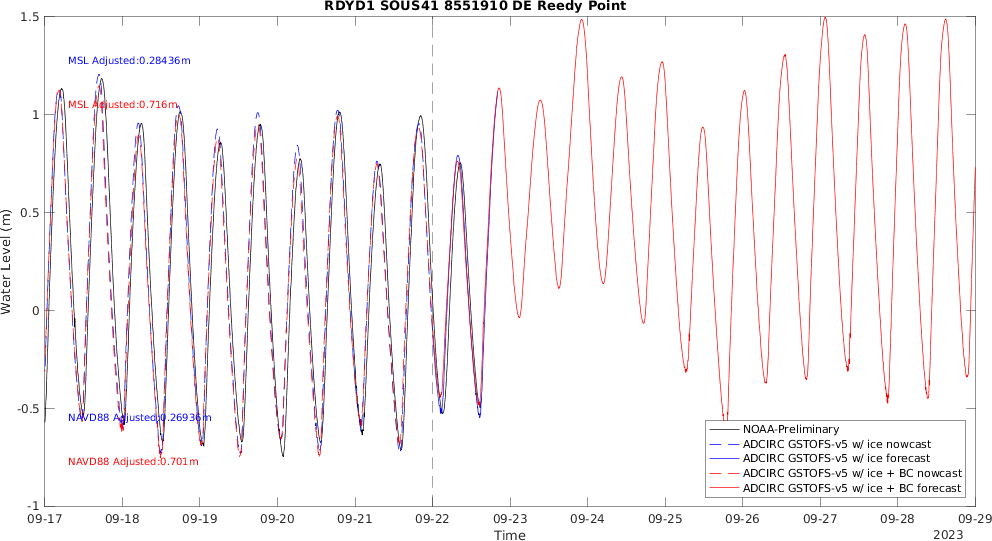 RDYD1 SOUS41 8551910 DE Reedy Point
1.5
MSL Adjusted:0.28436m
MSL Adjusted:0.716m
1
0.5
Water Level (m)
0
-0.5
NAVD88 Adjusted:0.26936m
NAVD88 Adjusted:0.701m
NOAA-Preliminary
ADCIRC GSTOFS-v5 w/ ice nowcast
ADCIRC GSTOFS-v5 w/ ice forecast
ADCIRC GSTOFS-v5 w/ ice + BC nowcast
ADCIRC GSTOFS-v5 w/ ice + BC forecast
-1
09-17 09-18 09-19 09-20 09-21 09-22 09-23 09-24 09-25 09-26 09-27 09-28 09-29
Time
2023